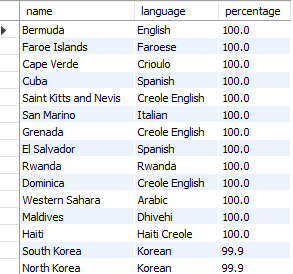 name language percentage
Bermuda English 100.0
Faroe Islands Faroese 100.0
Cape Verde Crioulo 100.0
Cuba Spanish 100.0
Saint Kitts and Nevis Creole English 100.0
San Marino Italian 100.0
Grenada Creole English 100.0
El Salvador Spanish 100.0
Rwanda Rwanda 100.0
Dominica Creole English 100.0
Western Sahara Arabic 100.0
Maldives Dhivehi 100.0
Haiti Haiti Creole 100.0
South Korea Korean 99.9
North Korea Korean 99.9